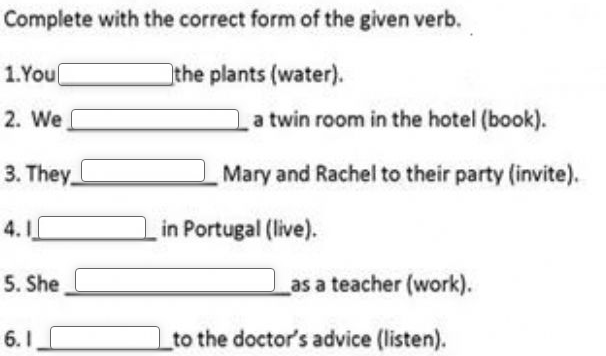 Complete with the correct form of the given verb.
1.You the plants (water).
2. We a twin room in the hotel (book).
3. They Mary and Rachel to their party (invite).
4. I in Portugal (live).
5. She as a teacher (work).
6. I to the doctor's advice (listen).